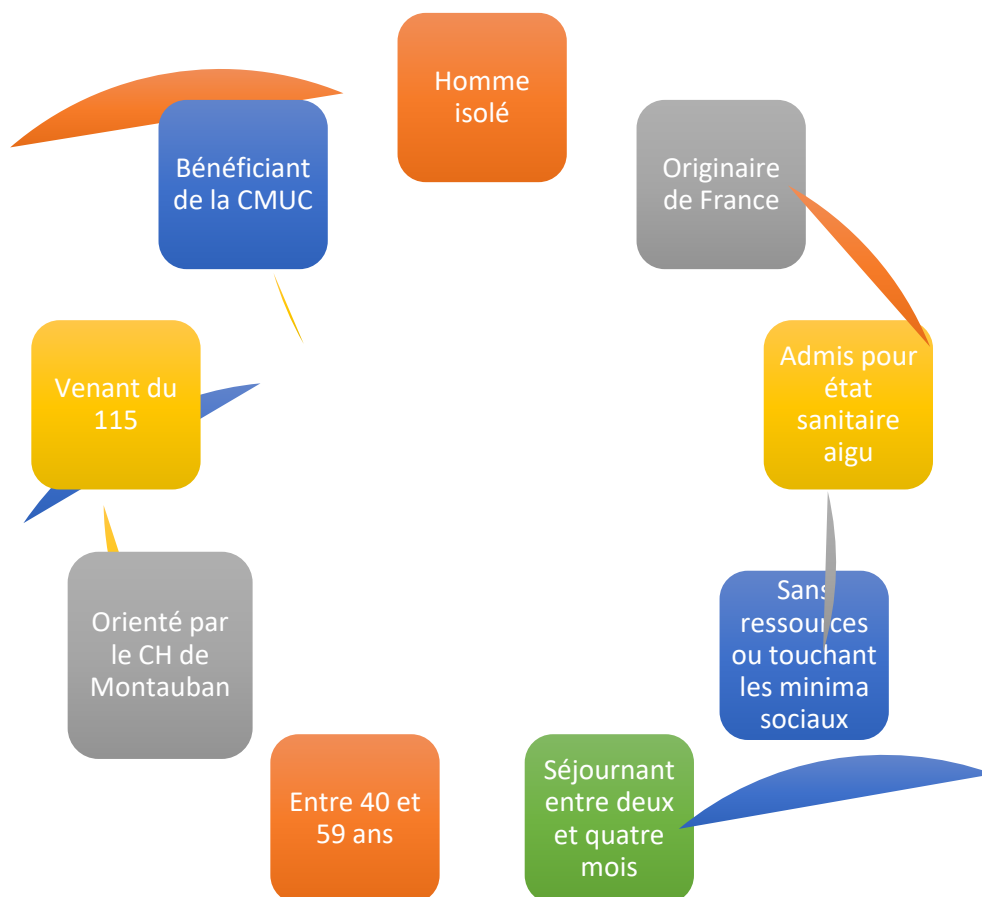 Homme
isolé
Originaire
de France
Admis pour
état
sanitaire
aigu
Sans
ressources
ou touchant
les minima
sociaux
Séjournant
entre deux
et quatre
mois
Entre 40 et
59 ans
Orienté par
le CH de
Montauban
Venant du
115
Bénéficiant
de la CMUC